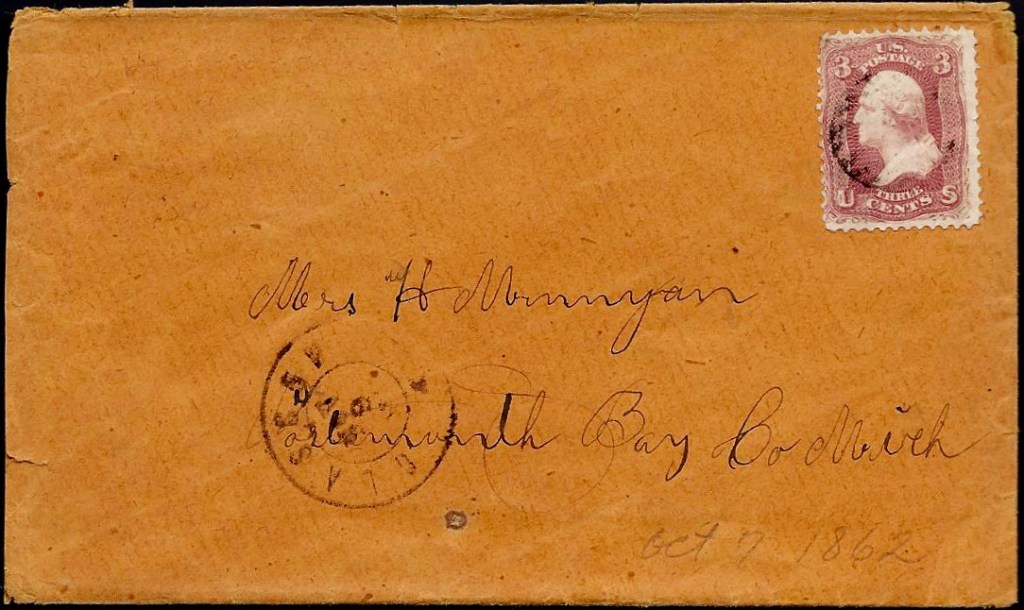 3 U.S. 3
POSTAGE
THREE
U CENTS S
Mrs H Munnyan
Bay Co Mich
Oct 7 1862